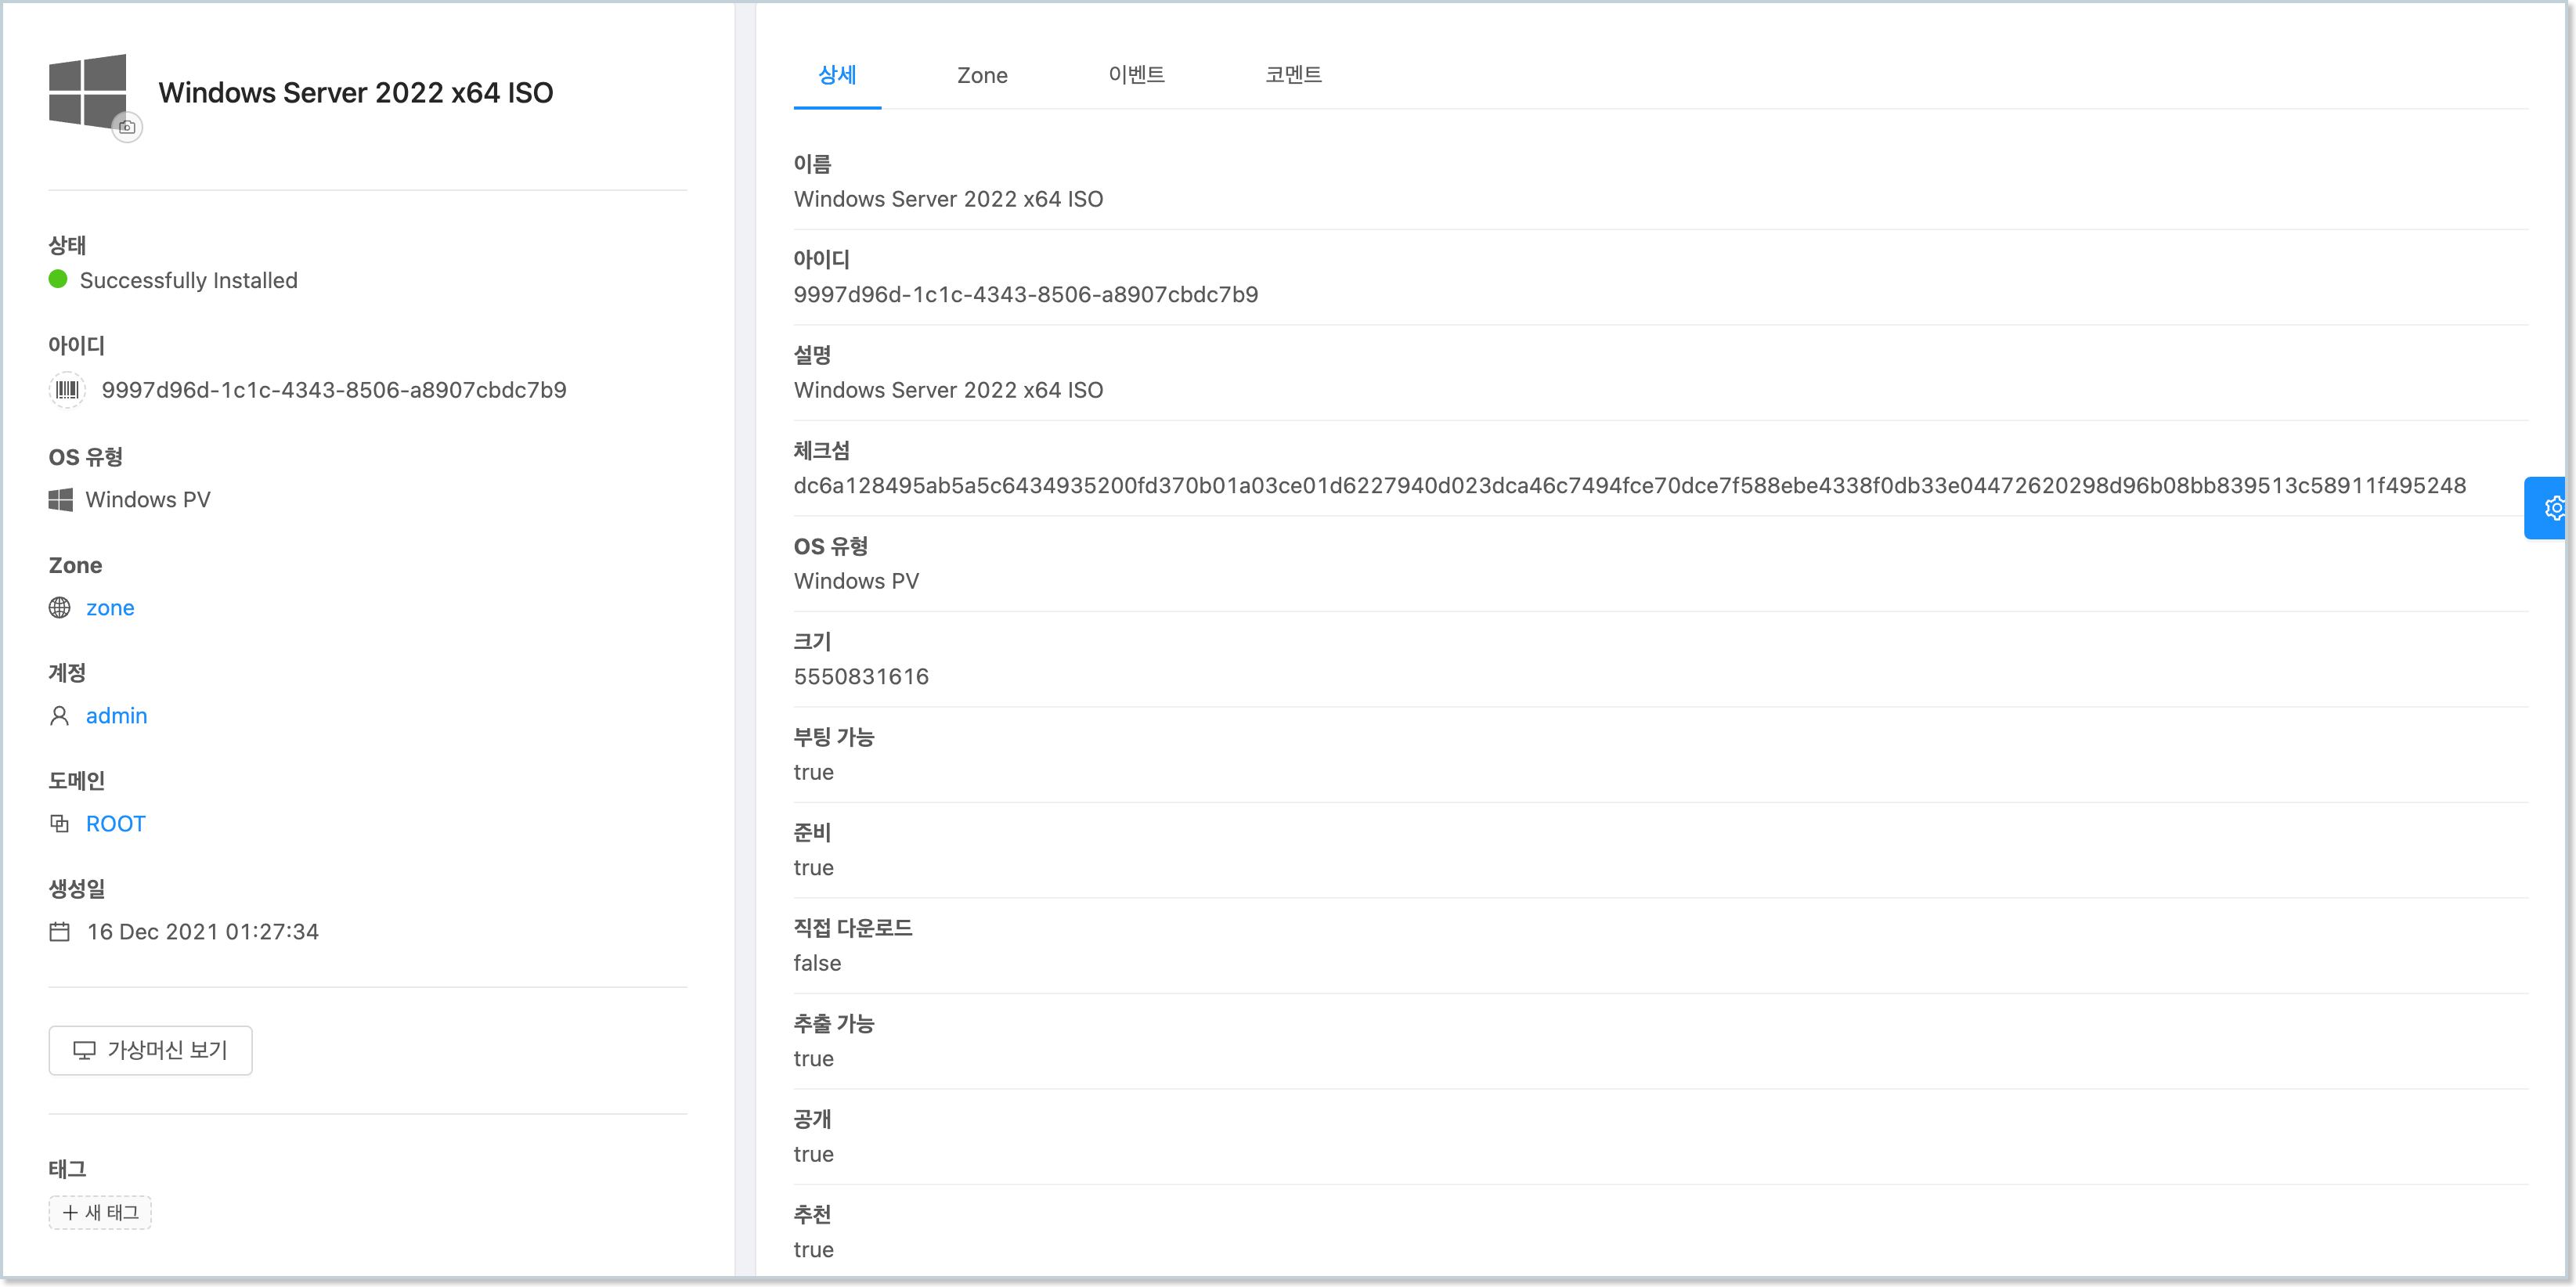 Windows Server 2022 x64 ISO
상태
Successfully Installed
아이디
9997d96d-1c1c-4343-8506-a8907cbdc7b9
OS 유형
Windows PV
Zone
zone
계정
admin
도메인
ROOT
생성일
16 Dec 2021 01:27:34
가상머신 보기
태그
+ 새 태그
상세 Zone 이벤트 코멘트
이름
Windows Server 2022 x64 ISO
아이디
9997d96d-1c1c-4343-8506-a8907cbdc7b9
설명
Windows Server 2022 x64 ISO
체크섬
dc6a128495ab5a5c6434935200fd370b01a03ce01d6227940d023dca46c7494fce70dce7f588ebe4338f0db33e04472620298d96b08bb839513c58911f495248
OS 유형
Windows PV
크기
5550831616
부팅 가능
true
준비
true
직접 다운로드
false
추출 가능
true
공개
true
추천
true